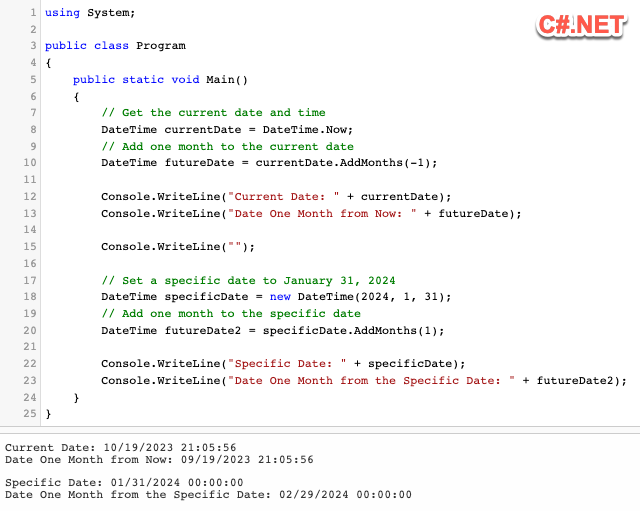 C#.NET
1 using System;
2
3 public class Program
4 {
5     public static void Main()
6     {
7         // Get the current date and time
8         DateTime currentDate = DateTime.Now;
9         // Add one month to the current date
10         DateTime futureDate = currentDate.AddMonths(-1);
11
12         Console.WriteLine("Current Date: " + currentDate);
13         Console.WriteLine("Date One Month from Now: " + futureDate);
14
15         Console.WriteLine("");
16
17         // Set a specific date to January 31, 2024
18         DateTime specificDate = new DateTime(2024, 1, 31);
19         // Add one month to the specific date
20         DateTime futureDate2 = specificDate.AddMonths(1);
21
22         Console.WriteLine("Specific Date: " + specificDate);
23         Console.WriteLine("Date One Month from the Specific Date: " + futureDate2);
24     }
25 }
Current Date: 10/19/2023 21:05:56
Date One Month from Now: 09/19/2023 21:05:56
Specific Date: 01/31/2024 00:00:00
Date One Month from the Specific Date: 02/29/2024 00:00:00